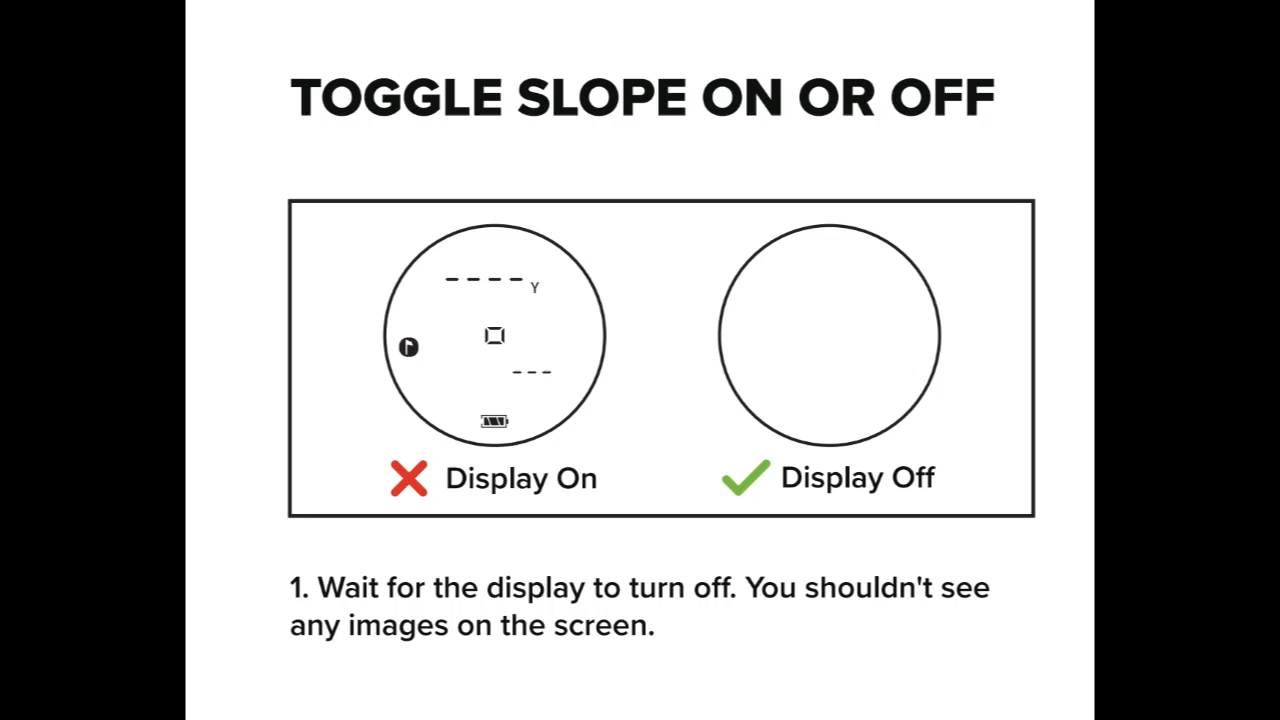 TOGGLE SLOPE ON OR OFF
- - - - Y
- - -
Display On
Display Off
1. Wait for the display to turn off. You shouldn't see
any images on the screen.